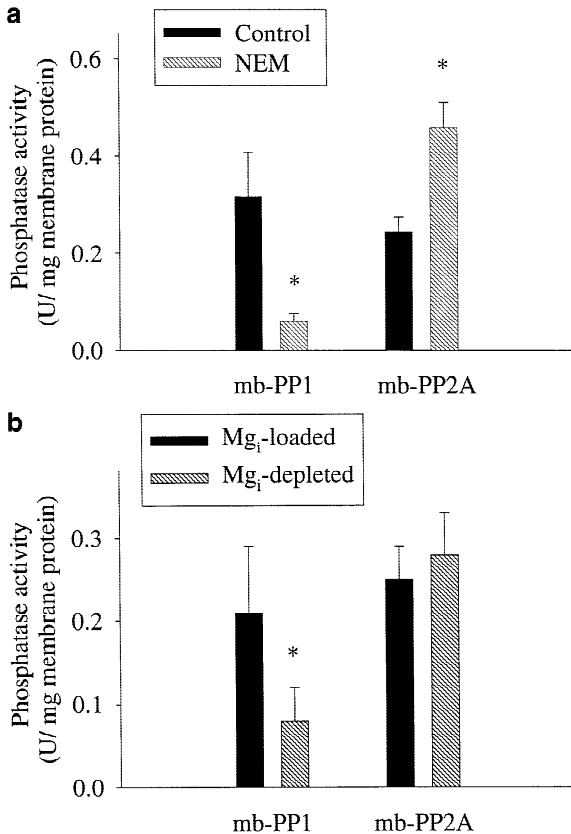 a
Control
NEM
Phosphatase activity
(U/ mg membrane protein)
0.6
0.4
0.2
0.0
*
*
mb-PP1
mb-PP2A
b
Mgi-loaded
Mgi-depleted
Phosphatase activity
(U/ mg membrane protein)
0.3
0.2
0.1
0.0
*
mb-PP1
mb-PP2A